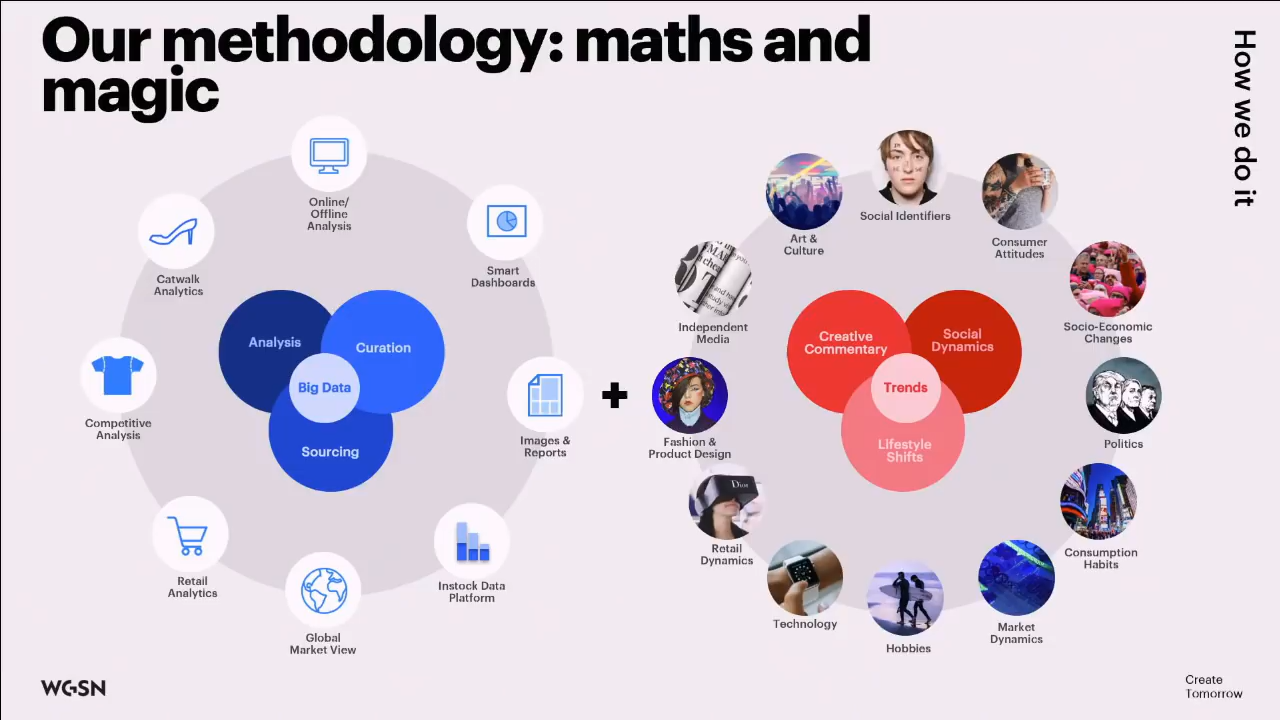 Our methodology: maths and
magic
How we do it
Online/
Offline
Analysis
Catwalk
Analytics
Smart
Dashboards
Analysis
Curation
Big Data
Sourcing
Competitive
Analysis
Images &
Reports
Retail
Analytics
Instock Data
Platform
Global
Market View
+
Social Identifiers
Art &
Culture
Consumer
Attitudes
Independent
Media
Socio-Economic
Changes
Creative
Commentary
Social
Dynamics
Trends
Lifestyle
Shifts
Fashion &
Product Design
Politics
Dior
Retail
Dynamics
Consumption
Habits
Technology
Market
Dynamics
Hobbies
WGSN
Create
Tomorrow